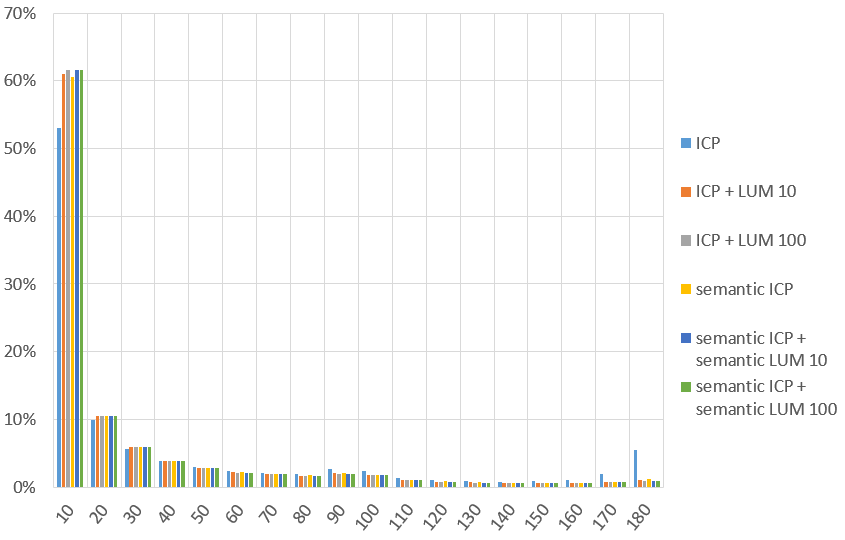 70%
60%
50%
40%
30%
20%
10%
0%
10 20 30 40 50 60 70 80 90 100 110 120 130 140 150 160 170 180
ICP
ICP + LUM 10
ICP + LUM 100
semantic ICP
semantic ICP +
semantic LUM 10
semantic ICP +
semantic LUM 100